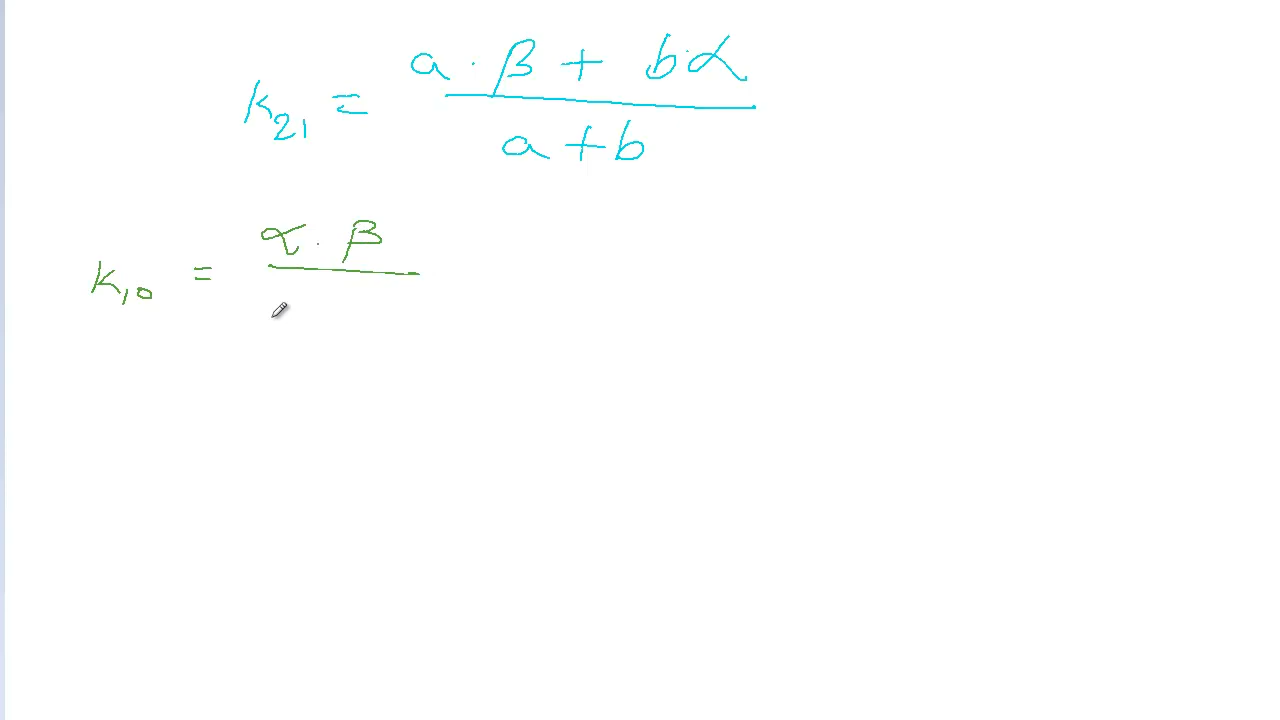 k₂₁ = (a · β + b α) / (a + b)
k₁₀ = α · β /